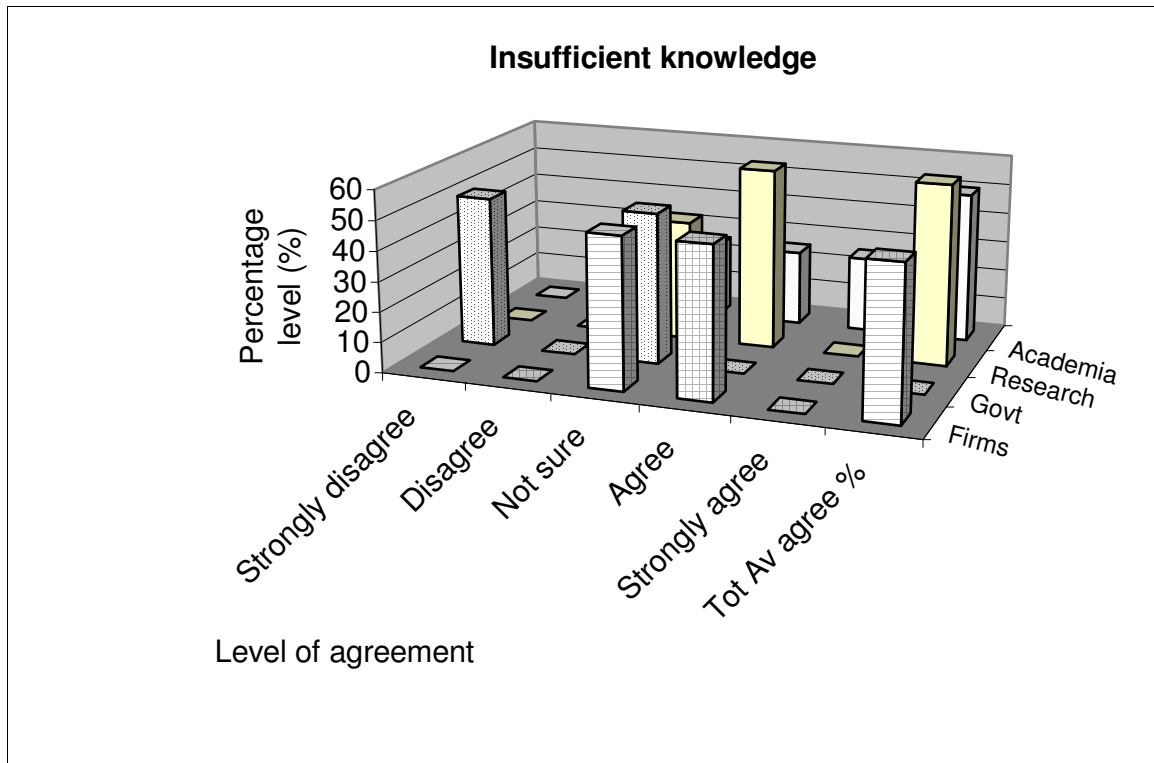 Insufficient knowledge
Percentage
level (%)
60
50
40
30
20
10
0
Strongly disagree
Disagree
Not sure
Agree
Strongly agree
Tot Av agree %
Academia
Research
Govt
Firms
Level of agreement